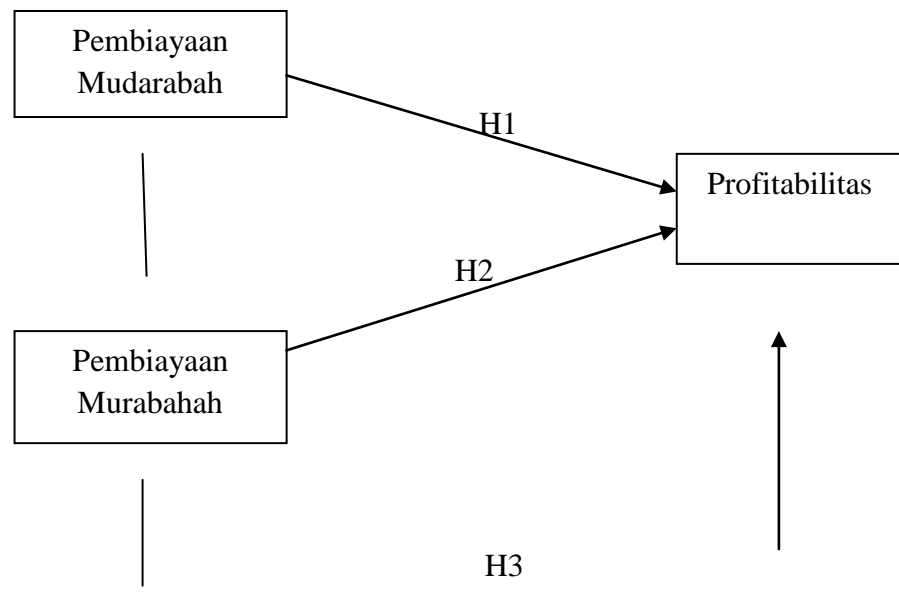 Pembiayaan
Mudarabah
H1
Profitabilitas
H2
Pembiayaan
Murabahah
H3